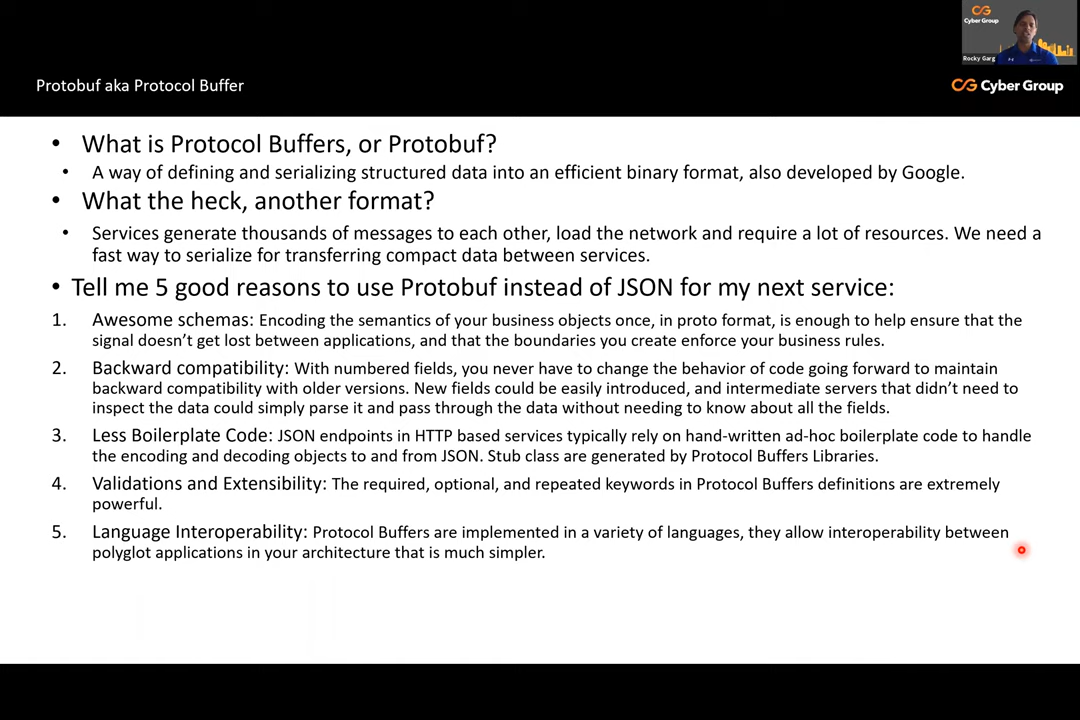 Cyber Group
Rocky Garg
Protobuf aka Protocol Buffer
Cyber Group
• What is Protocol Buffers, or Protobuf?
• A way of defining and serializing structured data into an efficient binary format, also developed by Google.
• What the heck, another format?
• Services generate thousands of messages to each other, load the network and require a lot of resources. We need a
fast way to serialize for transferring compact data between services.
• Tell me 5 good reasons to use Protobuf instead of JSON for my next service:
1. Awesome schemas: Encoding the semantics of your business objects once, in proto format, is enough to help ensure that the
signal doesn’t get lost between applications, and that the boundaries you create enforce your business rules.
2. Backward compatibility: With numbered fields, you never have to change the behavior of code going forward to maintain
backward compatibility with older versions. New fields could be easily introduced, and intermediate servers that didn’t need to
inspect the data could simply parse it and pass through the data without needing to know about all the fields.
3. Less Boilerplate Code: JSON endpoints in HTTP based services typically rely on hand-written ad-hoc boilerplate code to handle
the encoding and decoding objects to and from JSON. Stub class are generated by Protocol Buffers Libraries.
4. Validations and Extensibility: The required, optional, and repeated keywords in Protocol Buffers definitions are extremely
powerful.
5. Language Interoperability: Protocol Buffers are implemented in a variety of languages, they allow interoperability between
polyglot applications in your architecture that is much simpler.